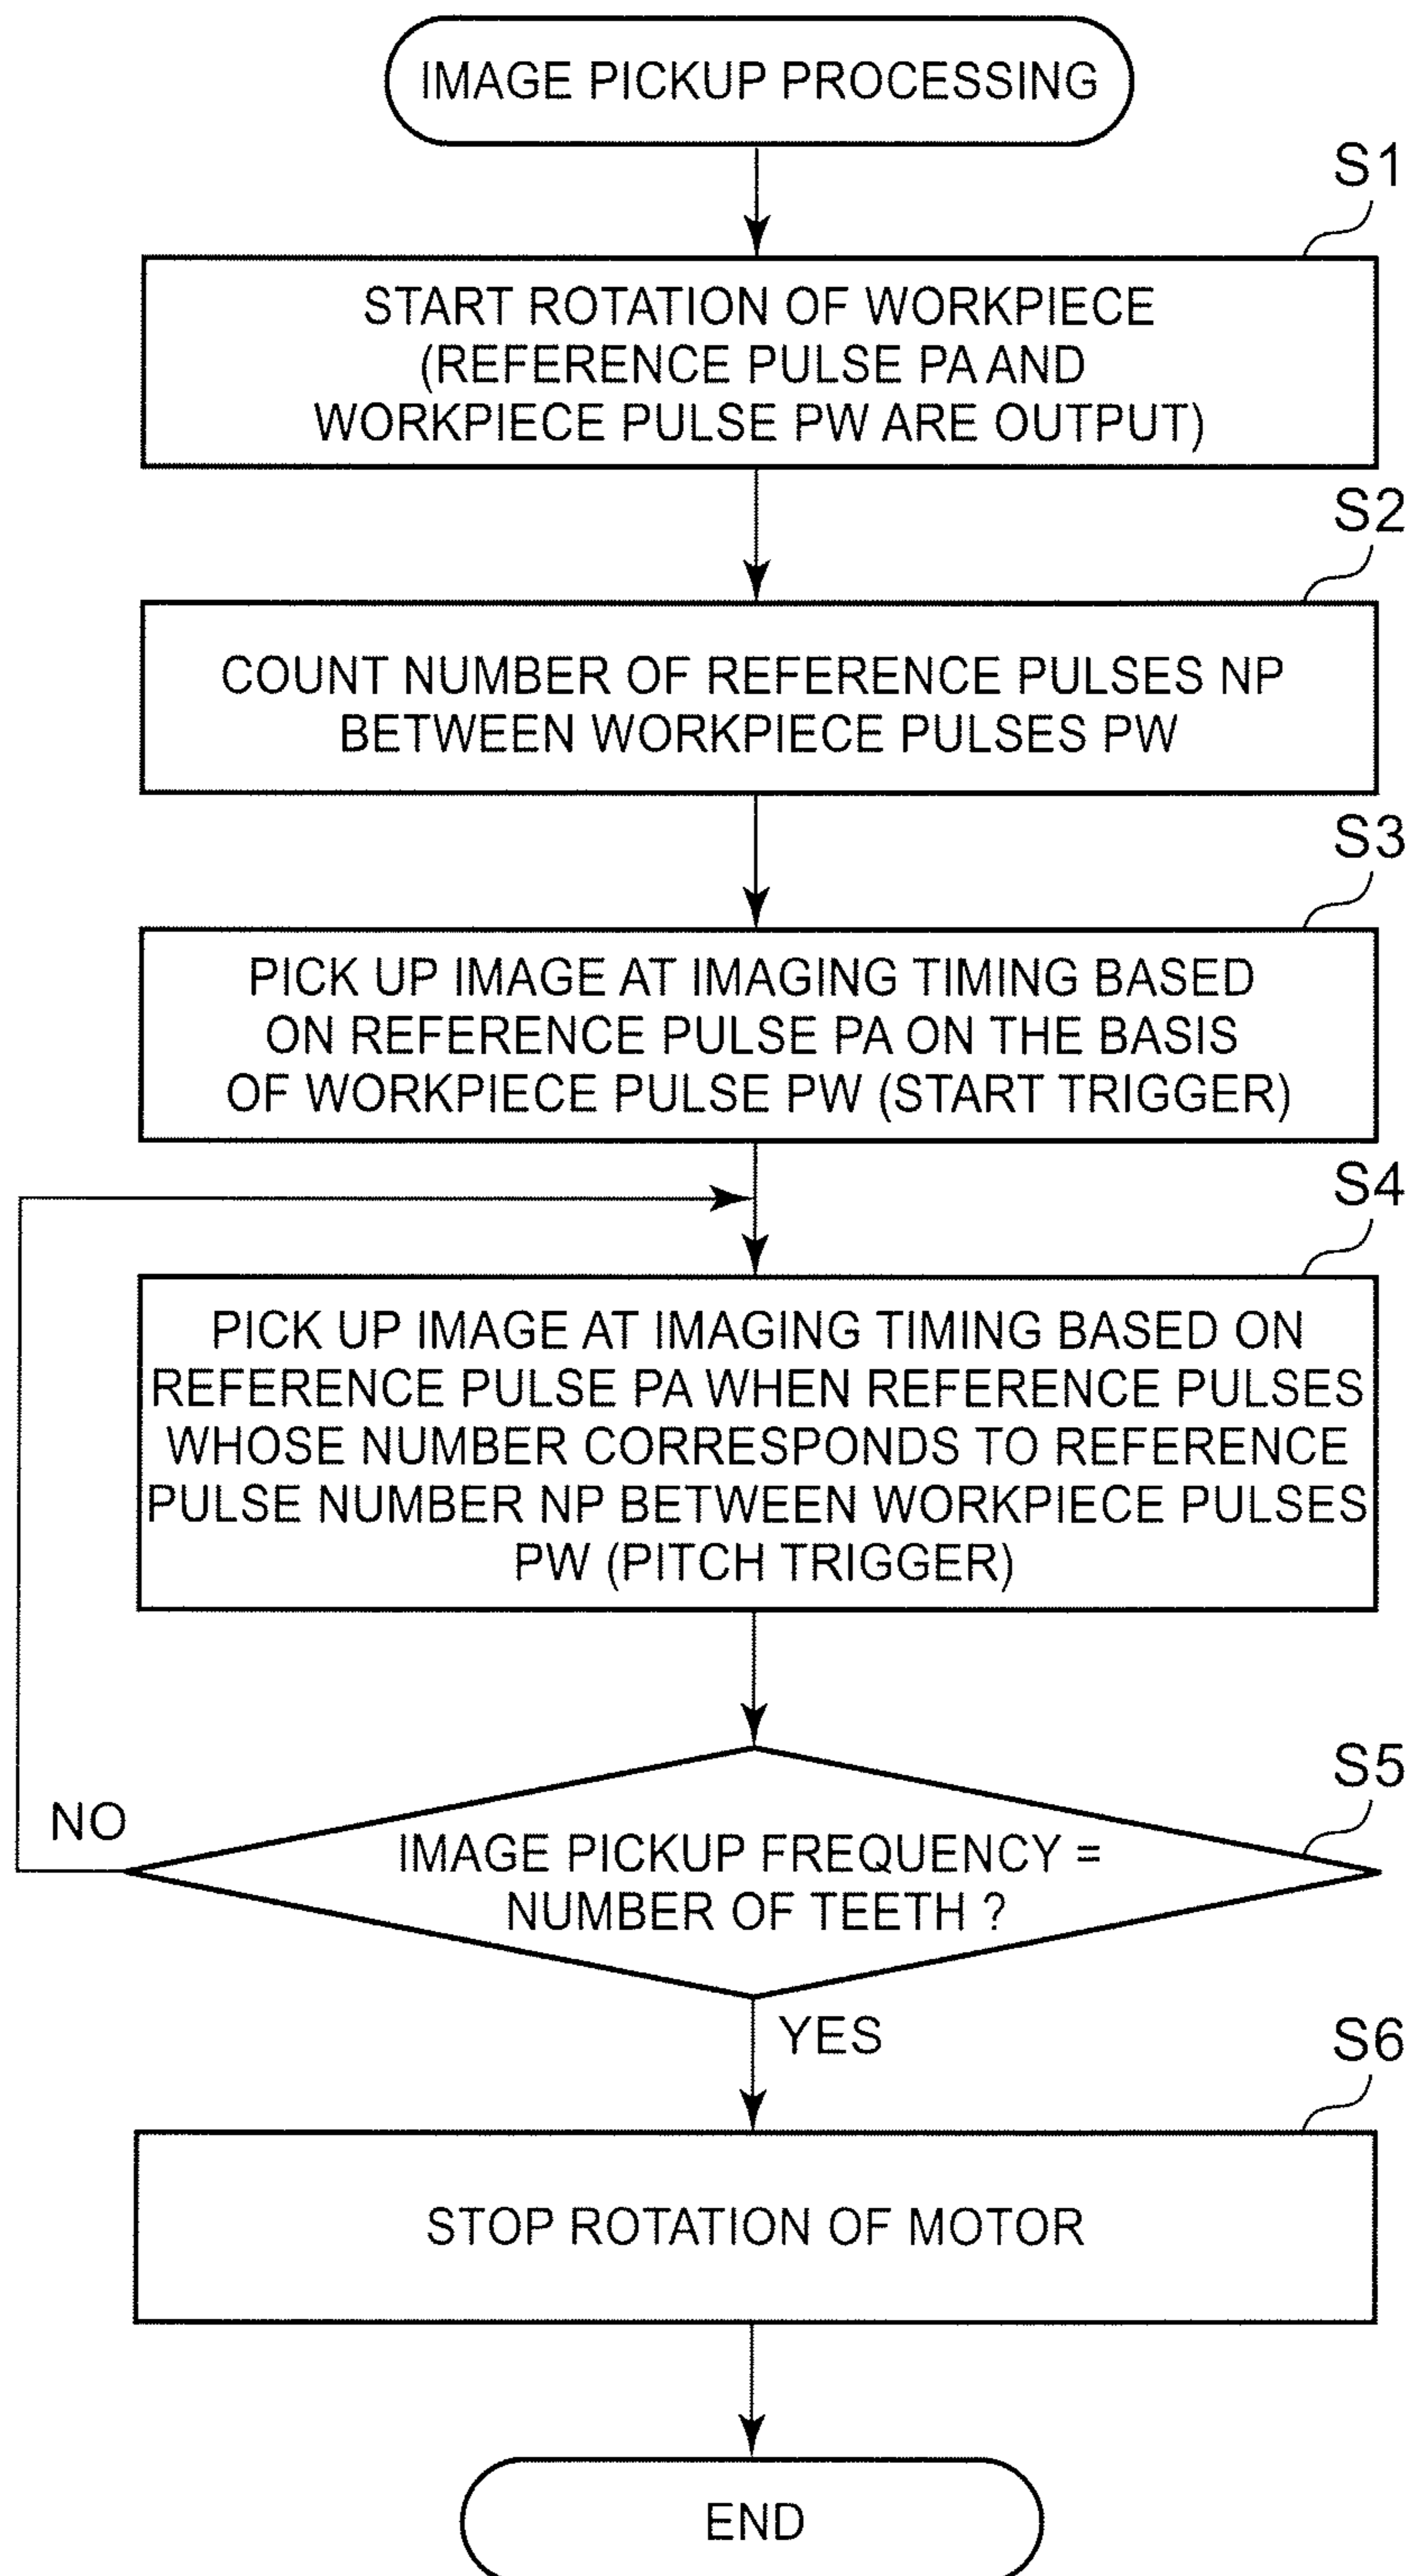 IMAGE PICKUP PROCESSING
S1
START ROTATION OF WORKPIECE
(REFERENCE PULSE PA AND
WORKPIECE PULSE PW ARE OUTPUT)
S2
COUNT NUMBER OF REFERENCE PULSES NP
BETWEEN WORKPIECE PULSES PW
S3
PICK UP IMAGE AT IMAGING TIMING BASED
ON REFERENCE PULSE PA ON THE BASIS
OF WORKPIECE PULSE PW (START TRIGGER)
S4
PICK UP IMAGE AT IMAGING TIMING BASED ON
REFERENCE PULSE PA WHEN REFERENCE PULSES
WHOSE NUMBER CORRESPONDS TO REFERENCE
PULSE NUMBER NP BETWEEN WORKPIECE PULSES
PW (PITCH TRIGGER)
S5
NO
IMAGE PICKUP FREQUENCY =
NUMBER OF TEETH ?
YES
S6
STOP ROTATION OF MOTOR
END